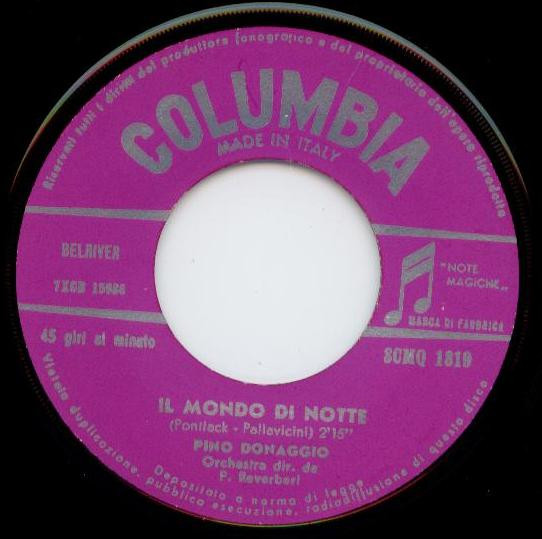 Riservati tutti i diritti del produttore fonografico e del proprietario dell'opera riprodotta
COLUMBIA
MADE IN ITALY
BELRIVER
"NOTE
MAGICHE„
MARCA DI FABBRICA
45 giri al minuto
SCMQ 1819
IL MONDO DI NOTTE
(Pontiack - Pallavicini) 2'15"
PINO DONAGGIO
Orchestra dir. da
P. Reverberi
Depositato a norma di legge
Vietata duplicazione, pubblica esecuzione, radiodiffusione di questo disco